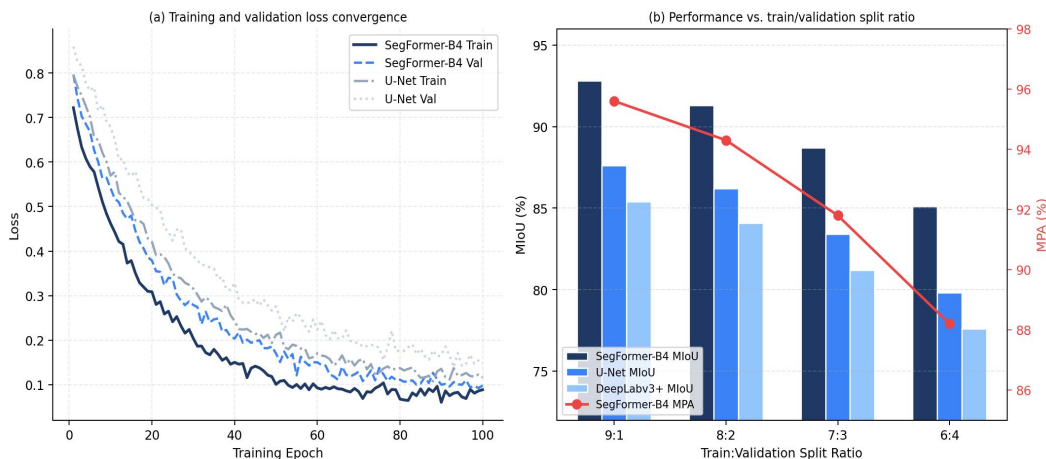 (a) Training and validation loss convergence
SegFormer-B4 Train
SegFormer-B4 Val
U-Net Train
U-Net Val
Loss
0.8
0.7
0.6
0.5
0.4
0.3
0.2
0.1
0
20
40
60
80
100
Training Epoch
(b) Performance vs. train/validation split ratio
MIoU (%)
95
90
85
80
75
SegFormer-B4 MIoU
U-Net MIoU
DeepLabv3+ MIoU
SegFormer-B4 MPA
9:1
8:2
7:3
6:4
Train:Validation Split Ratio
98
96
94
92
90
88
86
MPA (%)